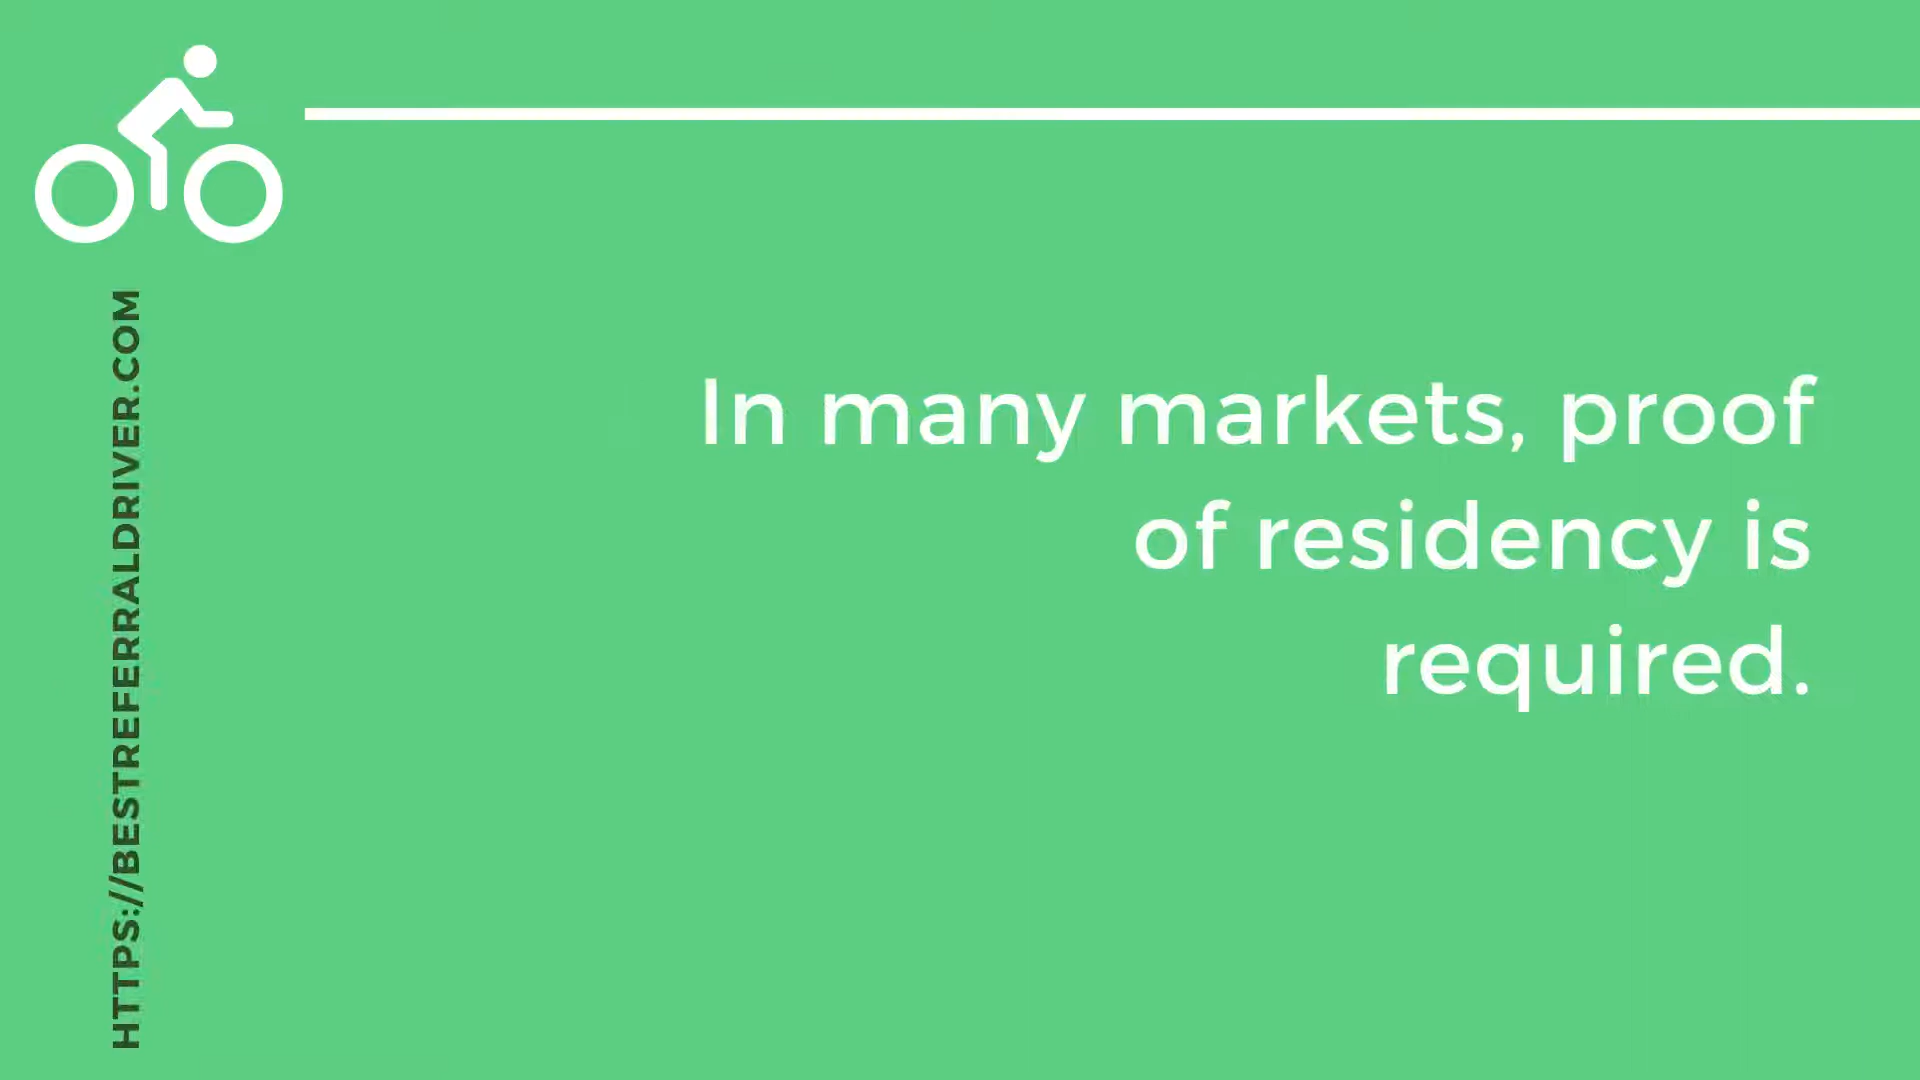 HTTPS://BESTREFERRALDRIVER.COM
In many markets, proof
of residency is
required.